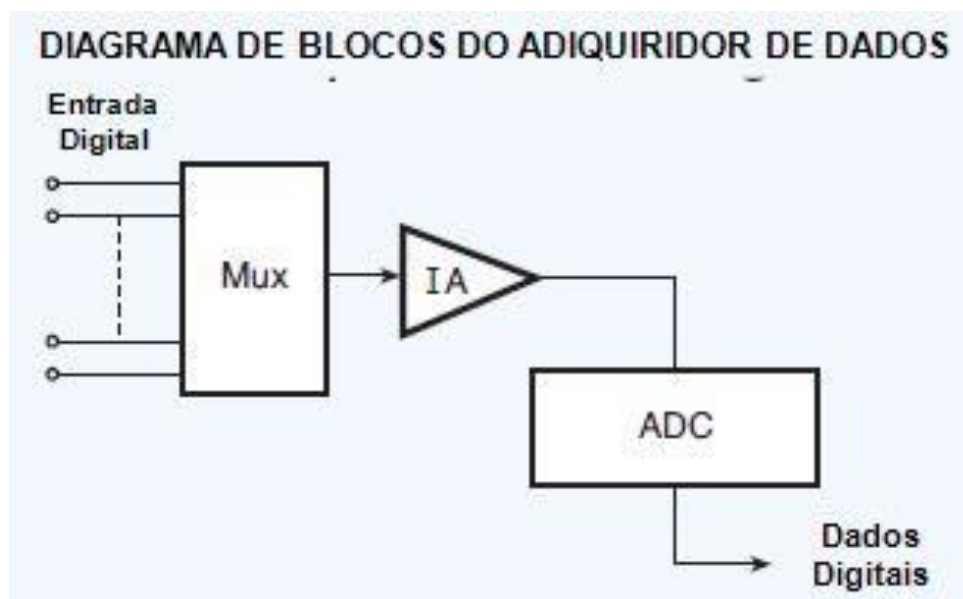 DIAGRAMA DE BLOCOS DO ADIQUIRIDOR DE DADOS
Entrada
Digital
Mux
IA
ADC
Dados
Digitais